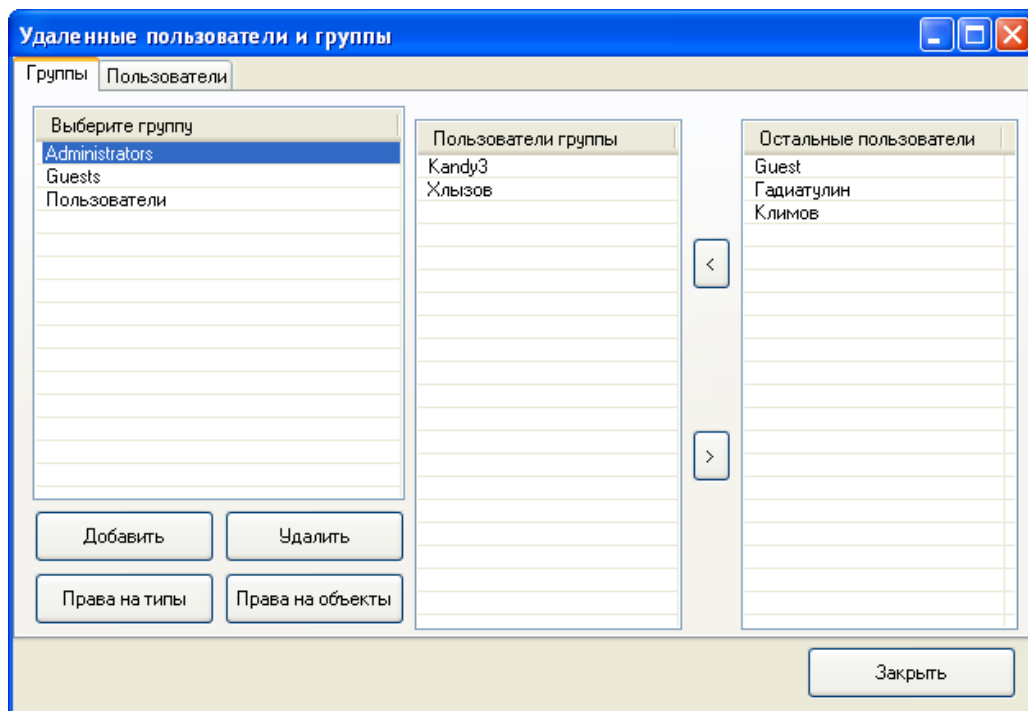 Удаленные пользователи и группы
Группы
Пользователи
Выберите группу
Administrators
Guests
Пользователи
Добавить
Удалить
Права на типы
Права на объекты
Пользователи группы
Kandy3
Хлызов
<
>
Остальные пользователи
Guest
Гадиатулин
Климов
Закрыть